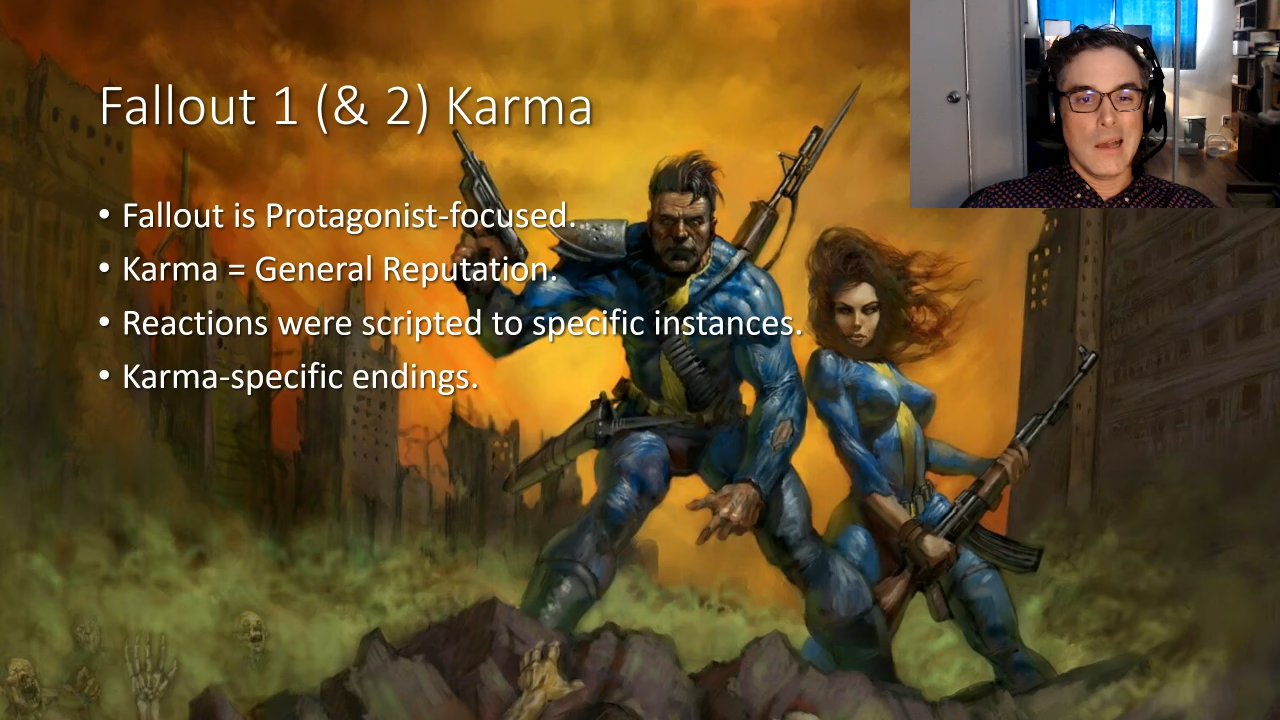 Fallout 1 (& 2) Karma
• Fallout is Protagonist-focused.
• Karma = General Reputation.
• Reactions were scripted to specific instances.
• Karma-specific endings.